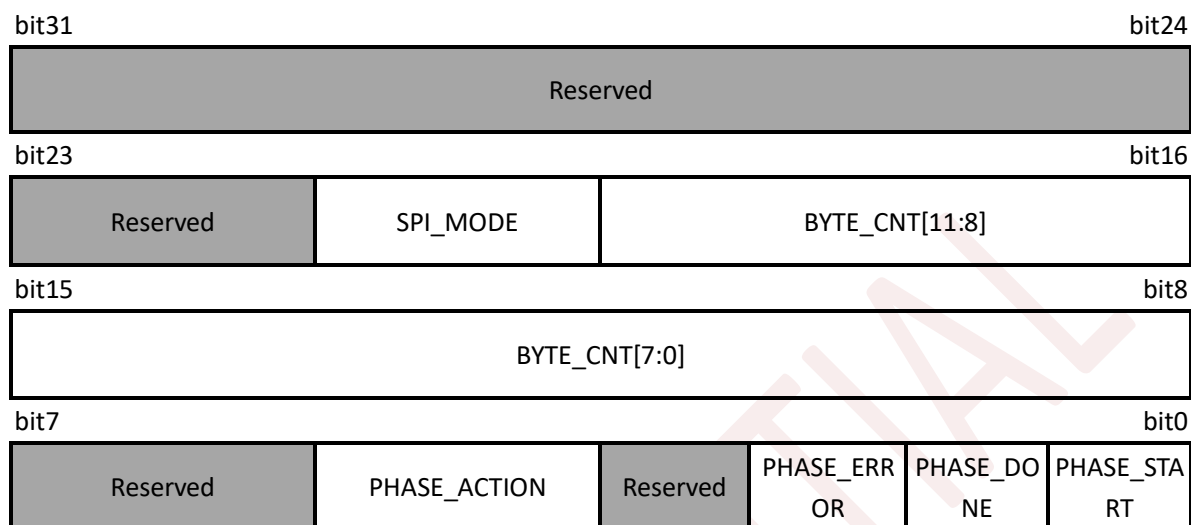 bit31 bit24
Reserved
bit23 bit16
Reserved SPI_MODE BYTE_CNT[11:8]
bit15 bit8
BYTE_CNT[7:0]
bit7 bit0
Reserved PHASE_ACTION Reserved PHASE_ERR PHASE_DO PHASE_STA
OR NE RT
TIAL